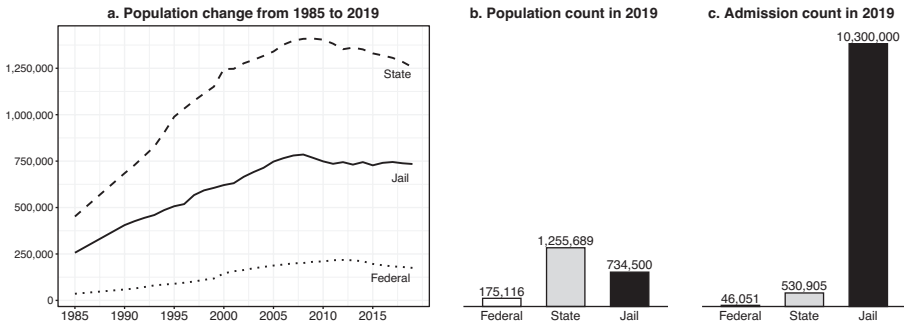 a. Population change from 1985 to 2019
1,250,000
1,000,000
750,000
500,000
250,000
0
State
Jail
Federal
1985 1990 1995 2000 2005 2010 2015
b. Population count in 2019
175,116
1,255,689
734,500
Federal State Jail
c. Admission count in 2019
46,051
530,905
10,300,000
Federal State Jail